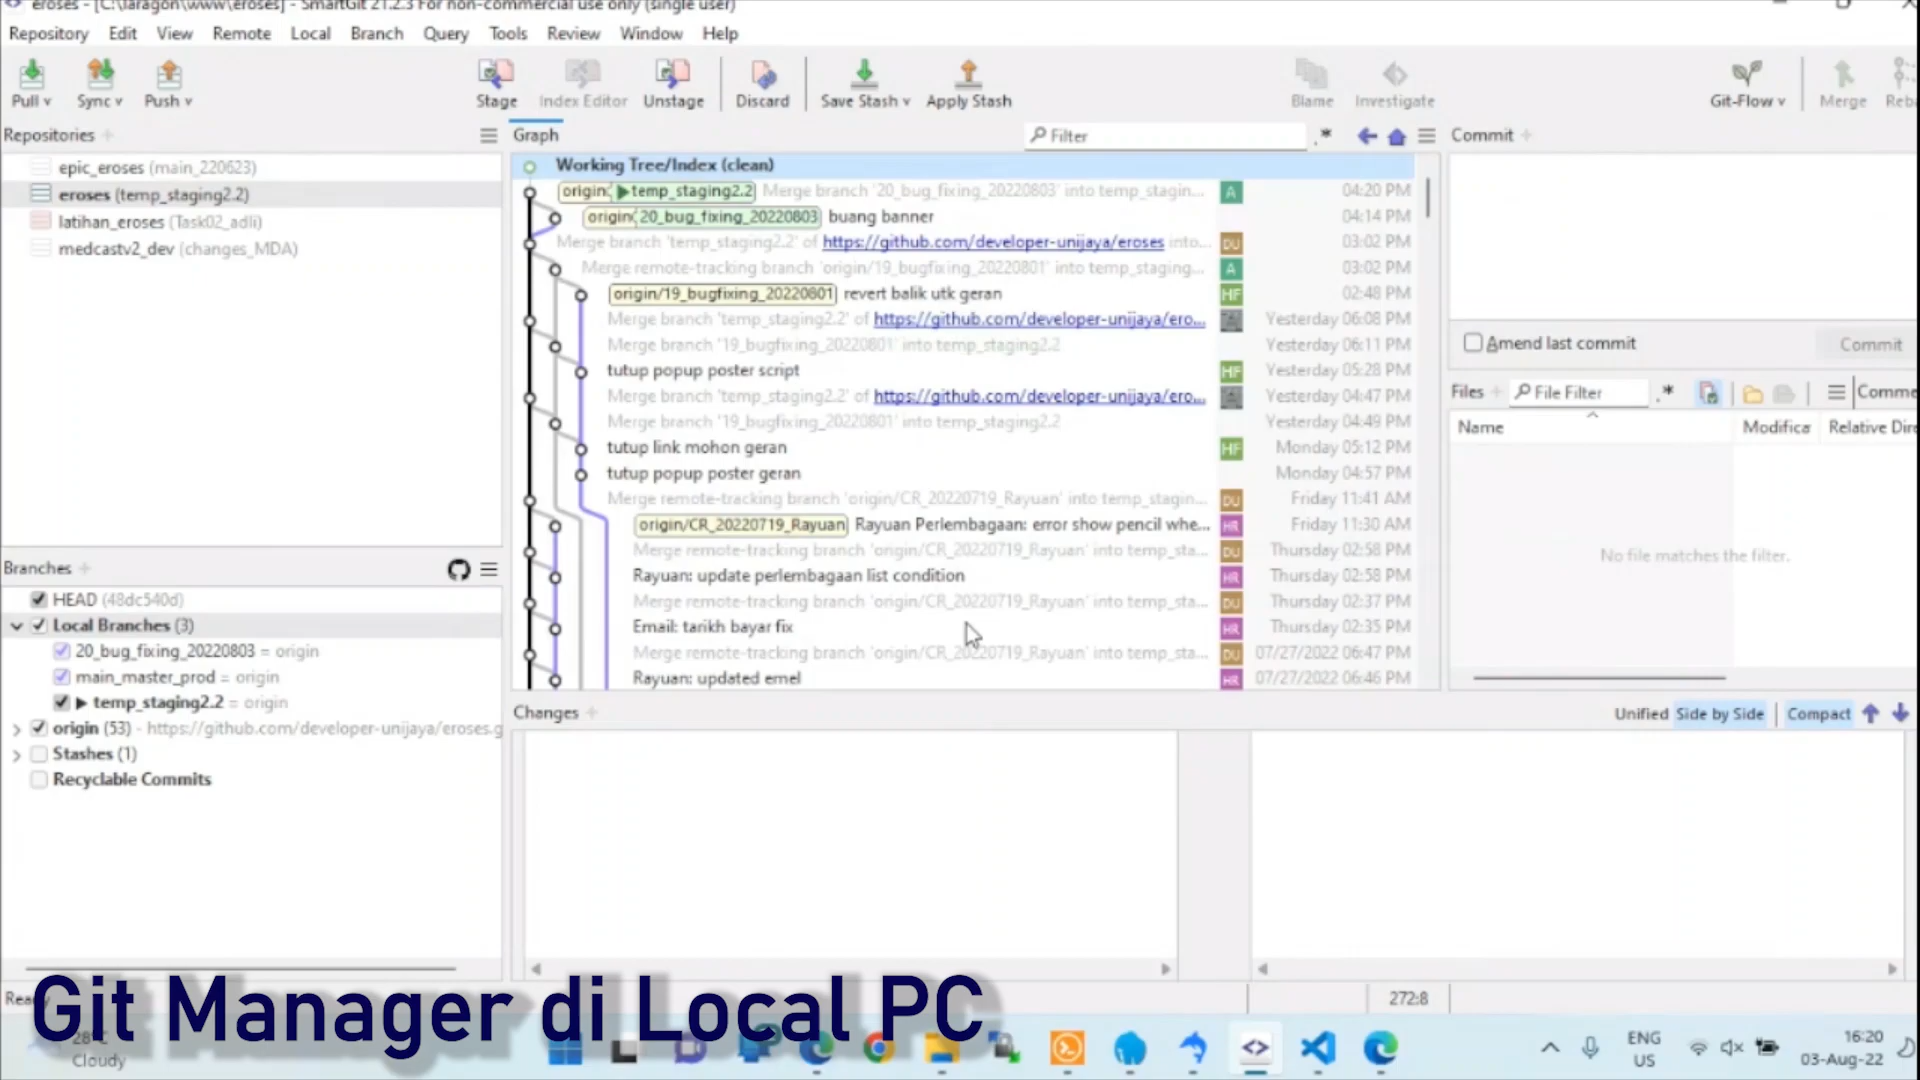 eroses - [C:\laragon\www\eroses] - SmartGit 21.2.3 For non-commercial use only (single user)
Repository Edit View Remote Local Branch Query Tools Review Window Help
Pull Sync Push Stage Index Editor Unstage Discard Save Stash Apply Stash Blame Investigate Git-Flow Merge Reba
Repositories
epic_eroses (main_220623)
eroses (temp_staging2.2)
latihan_eroses (Task02_adli)
medcastv2_dev (changes_MDA)
Branches
HEAD (48dc540d)
Local Branches (3)
20_bug_fixing_20220803 = origin
main_master_prod = origin
temp_staging2.2 = origin
origin (53) - https://github.com/developer-unijaya/eroses.g
Stashes (1)
Recyclable Commits
Graph Filter .*
Working Tree/Index (clean)
origin: temp_staging2.2 Merge branch '20_bug_fixing_20220803' into temp_stagin... A 04:20 PM
origin: 20_bug_fixing_20220803 buang banner 04:14 PM
Merge branch 'temp_staging2.2' of https://github.com/developer-unijaya/eroses into... DU 03:02 PM
Merge remote-tracking branch 'origin/19_bugfixing_20220801' into temp_staging... A 03:02 PM
origin/19_bugfixing_20220801 revert balik utk geran HF 02:48 PM
Merge branch 'temp_staging2.2' of https://github.com/developer-unijaya/ero... Yesterday 06:08 PM
Merge branch '19_bugfixing_20220801' into temp_staging2.2 Yesterday 06:11 PM
tutup popup poster script HF Yesterday 05:28 PM
Merge branch 'temp_staging2.2' of https://github.com/developer-unijaya/ero... Yesterday 04:47 PM
Merge branch '19_bugfixing_20220801' into temp_staging2.2 Yesterday 04:49 PM
tutup link mohon geran HF Monday 05:12 PM
tutup popup poster geran Monday 04:57 PM
Merge remote-tracking branch 'origin/CR_20220719_Rayuan' into temp_stagin... DU Friday 11:41 AM
origin/CR_20220719_Rayuan Rayuan Perlembagaan: error show pencil whe... HR Friday 11:30 AM
Merge remote-tracking branch 'origin/CR_20220719_Rayuan' into temp_sta... DU Thursday 02:58 PM
Rayuan: update perlembagaan list condition HR Thursday 02:58 PM
Merge remote-tracking branch 'origin/CR_20220719_Rayuan' into temp_sta... DU Thursday 02:37 PM
Email: tarikh bayar fix HR Thursday 02:35 PM
Merge remote-tracking branch 'origin/CR_20220719_Rayuan' into temp_sta... DU 07/27/2022 06:47 PM
Rayuan: updated emel HR 07/27/2022 06:46 PM
Commit
Amend last commit Commit
Files File Filter .* Comme
Name Modifica Relative Dire
No file matches the filter.
Changes Unified Side by Side Compact
Ready
272:8
Git Manager di Local PC
28°C
Cloudy
ENG
US
16:20
03-Aug-22